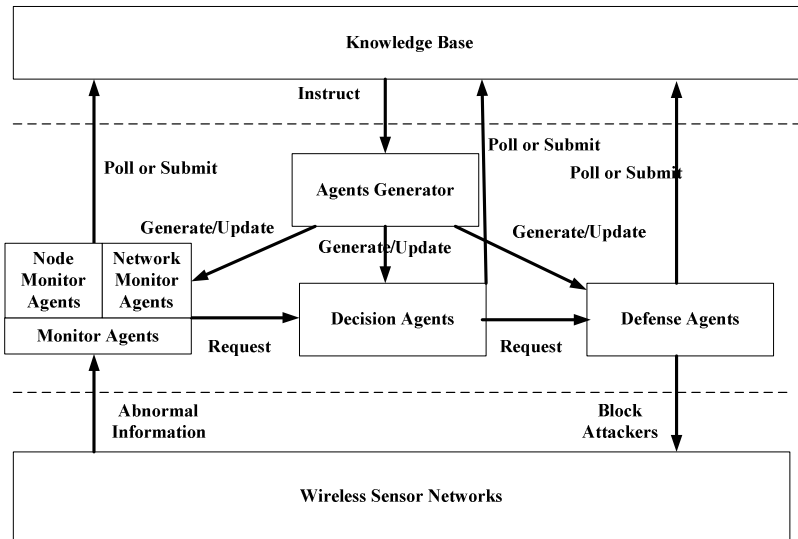 Knowledge Base
Instruct
Poll or Submit
Poll or Submit
Poll or Submit
Agents Generator
Generate/Update
Generate/Update
Generate/Update
Node
Monitor
Agents
Network
Monitor
Agents
Monitor Agents
Decision Agents
Defense Agents
Request
Request
Abnormal
Information
Block
Attackers
Wireless Sensor Networks